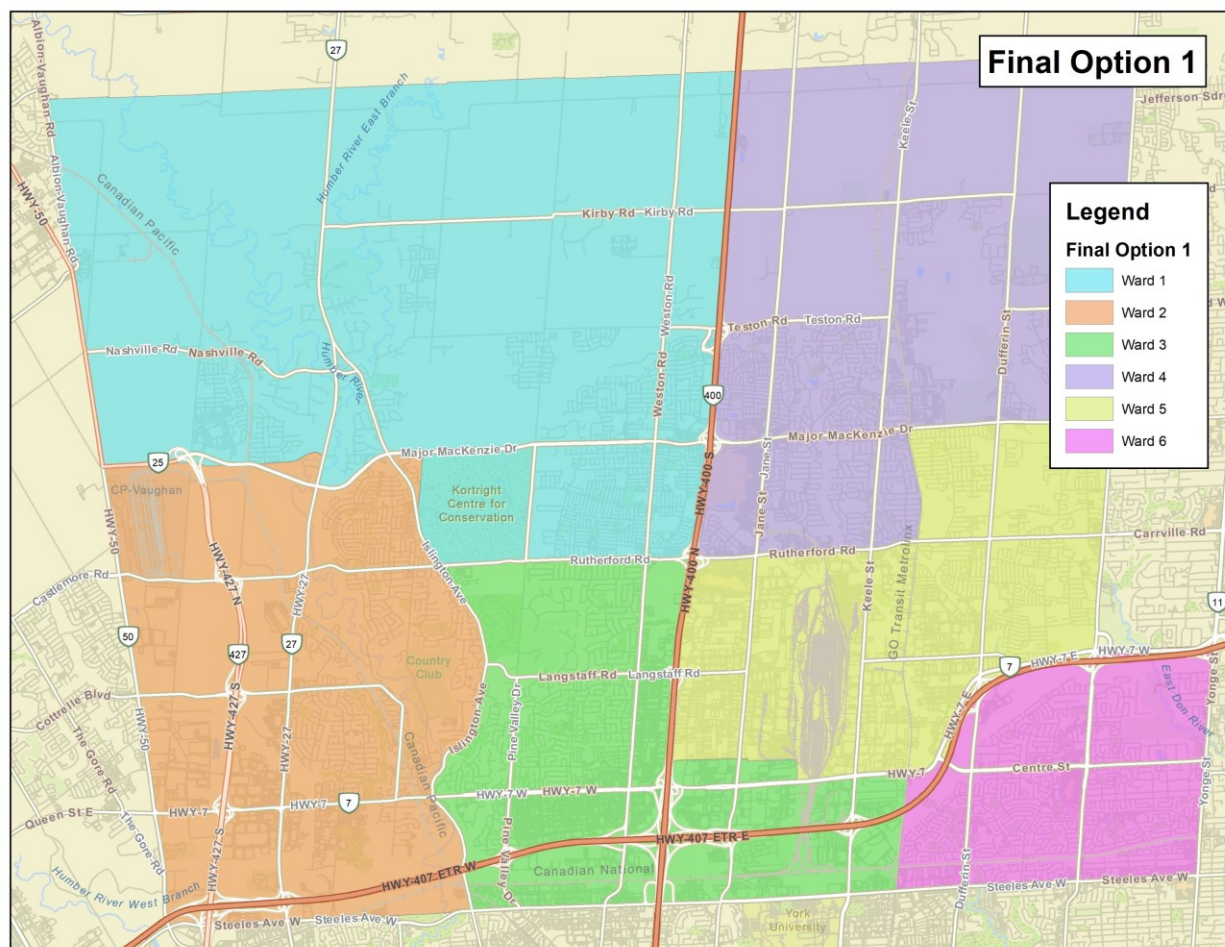 Final Option 1
Legend
Final Option 1
Ward 1
Ward 2
Ward 3
Ward 4
Ward 5
Ward 6
27
Albion-Vaughan Rd
Albion-Vaughan Rd
Humber River East Branch
Keele St
Jefferson Sdr
HWY-50
Canadian Pacific
Kirby Rd Kirby Rd
Weston Rd
Weston Rd
Teston Rd
Teston Rd
Dufferin St
Nashville Rd
Nashville Rd
Humber River
400
Major MacKenzie Dr
Major MacKenzie Dr
25
CP-Vaughan
Kortright
Centre for
Conservation
HWY-400 S
Jane St
Jane St
HWY-50
HWY-427 N
HWY-27
Islington Ave
Rutherford Rd
Rutherford Rd
HWY-400 N
Keele St
GO Transit Metrolinx
Carrville Rd
Castlemore Rd
11
50
427
27
Country
Club
Langstaff Rd
Langstaff Rd
7
HWY-7 E
HWY-7 W
East Don River
Yonge St
Cottrelle Blvd
HWY-427 S
HWY-50
The Gore Rd
HWY-27
Islington Ave
Pine Valley Dr
Canadian Pacific
HWY-7 E
HWY-7
Centre St
Yonge St
Queen St E
HWY-7
HWY-7
7
HWY-7 W
HWY-7 W
The Gore Rd
HWY-427 S
HWY-407 ETR E
HWY-407 ETR W
Pine Valley Dr
Canadian National
Dufferin St
Humber River West Branch
Steeles Ave W
Steeles Ave W
Steeles Ave W
Steeles Ave W
York
University